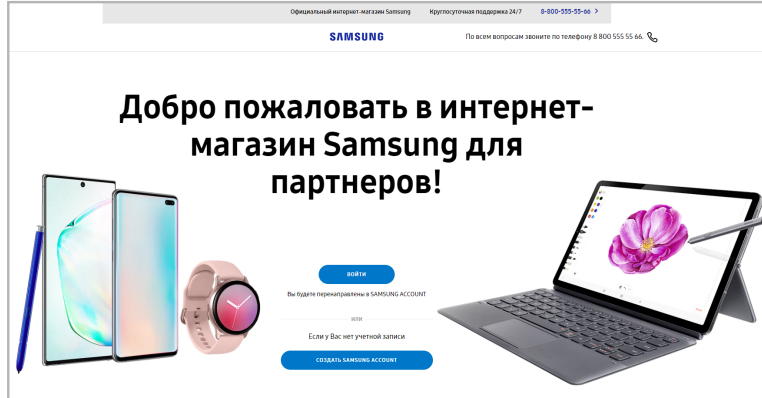 Официальный интернет-магазин Samsung Круглосуточная поддержка 24/7 8-800-555-55-66 >
SAMSUNG По всем вопросам звоните по телефону 8 800 555 55 66.
Добро пожаловать в интернет-
магазин Samsung для
партнеров!
ВОЙТИ
Вы будете перенаправлены в SAMSUNG ACCOUNT
ИЛИ
Если у Вас нет учетной записи
СОЗДАТЬ SAMSUNG ACCOUNT